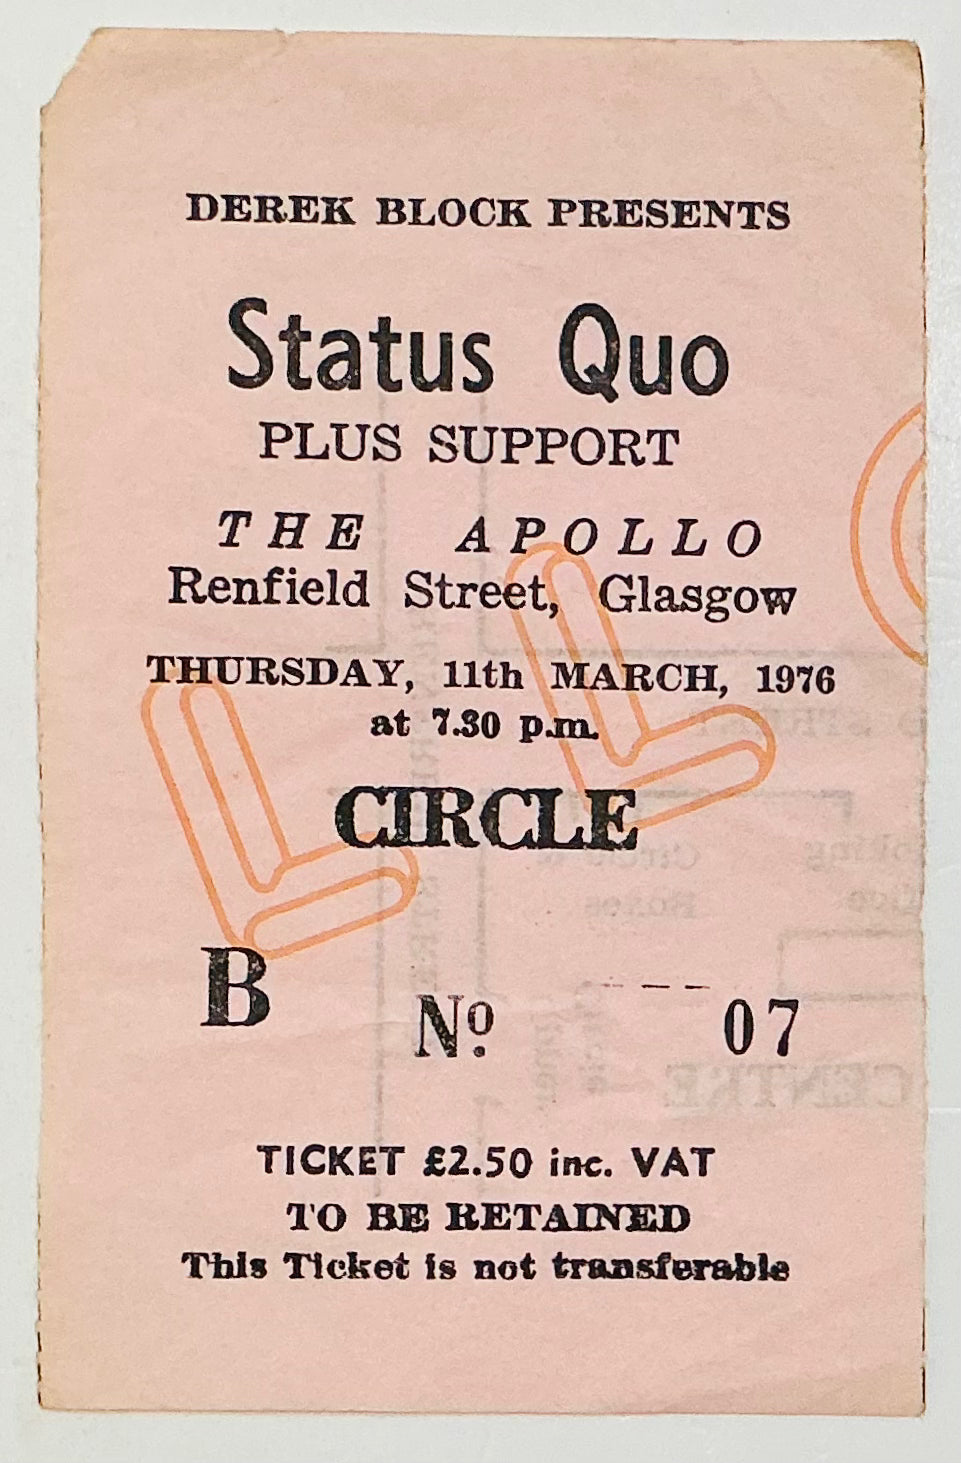 DEREK BLOCK PRESENTS
Status Quo
PLUS SUPPORT
THE APOLLO
Renfield Street, Glasgow
THURSDAY, 11th MARCH, 1976
at 7.30 p.m.
CIRCLE
B Nº 07
TICKET £2.50 inc. VAT
TO BE RETAINED
This Ticket is not transferable